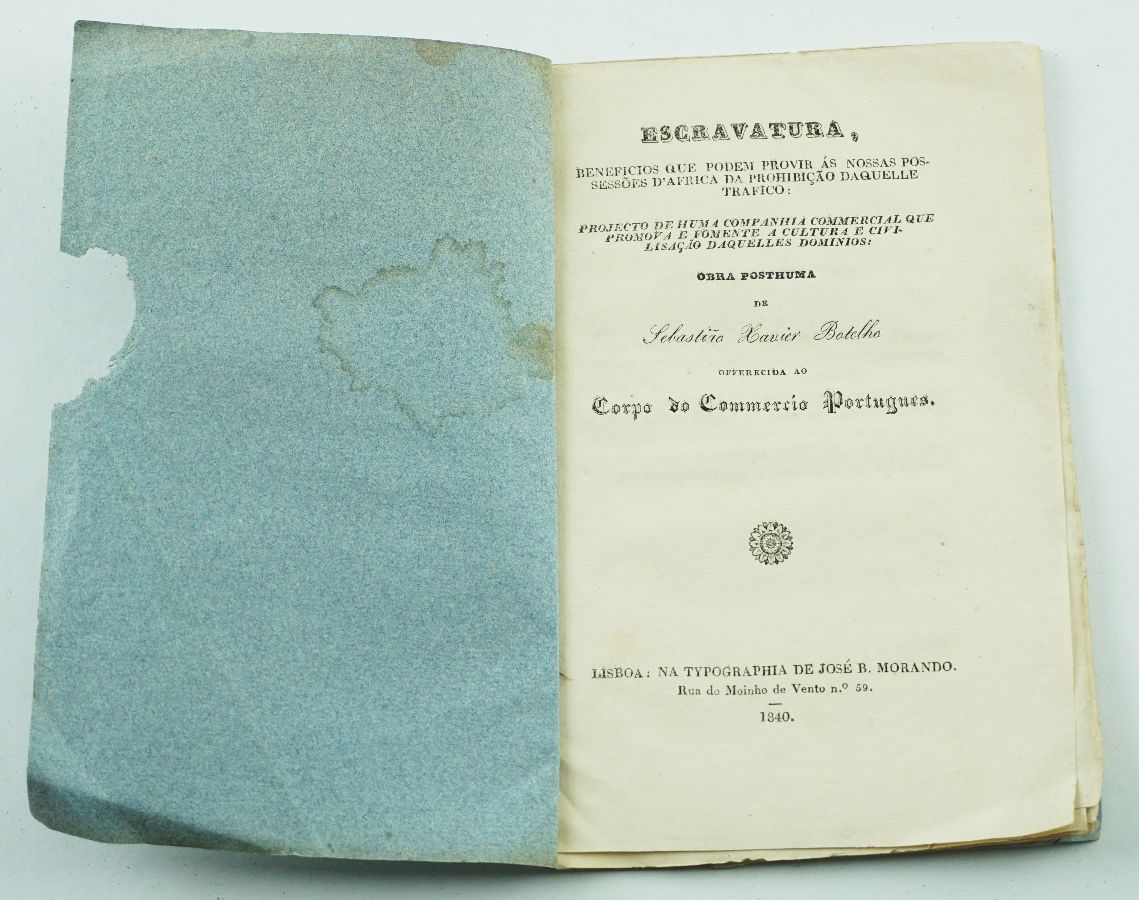 ESCRAVATURA,
BENEFICIOS QUE PODEM PROVIR ÁS NOSSAS POS-
SESSÕES D'AFRICA DA PROHIBIÇÃO DAQUELLE
TRAFICO:
PROJECTO DE HUMA COMPANHIA COMMERCIAL QUE
PROMOVA E FOMENTE A CULTURA E CIVI-
LISAÇÃO DAQUELLES DOMINIOS:
OBRA POSTHUMA
DE
Sebastião Xavier Botelho
OFFERECIDA AO
Corpo do Commercio Portugues.
LISBOA: NA TYPOGRAPHIA DE JOSÉ B. MORANDO.
Rua do Moinho de Vento n.º 59.
1840.